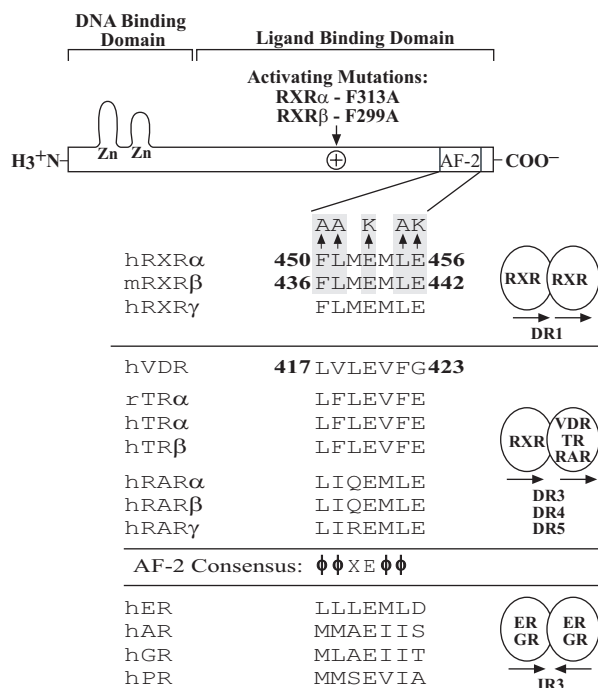 DNA Binding Domain
Ligand Binding Domain
Activating Mutations:
RXRα - F313A
RXRβ - F299A
Zn Zn
H3⁺N
+
AF-2
COO⁻
AA K AK
hRXRα 450 FLMEMLE 456
mRXRβ 436 FLMEMLE 442
hRXRγ FLMEMLE
RXR RXR
DR1
hVDR 417 LVLEVFG 423
rTRα LFLEVFE
hTRα LFLEVFE
hTRβ LFLEVFE
hRARα LIQEMLE
hRARβ LIQEMLE
hRARγ LIREMLE
RXR
VDR
TR
RAR
DR3
DR4
DR5
AF-2 Consensus: ϕϕXEϕϕ
hER LLLEMLD
hAR MMAEIIS
hGR MLAEIIT
hPR MMSEVIA
ER GR
ER GR
IR3